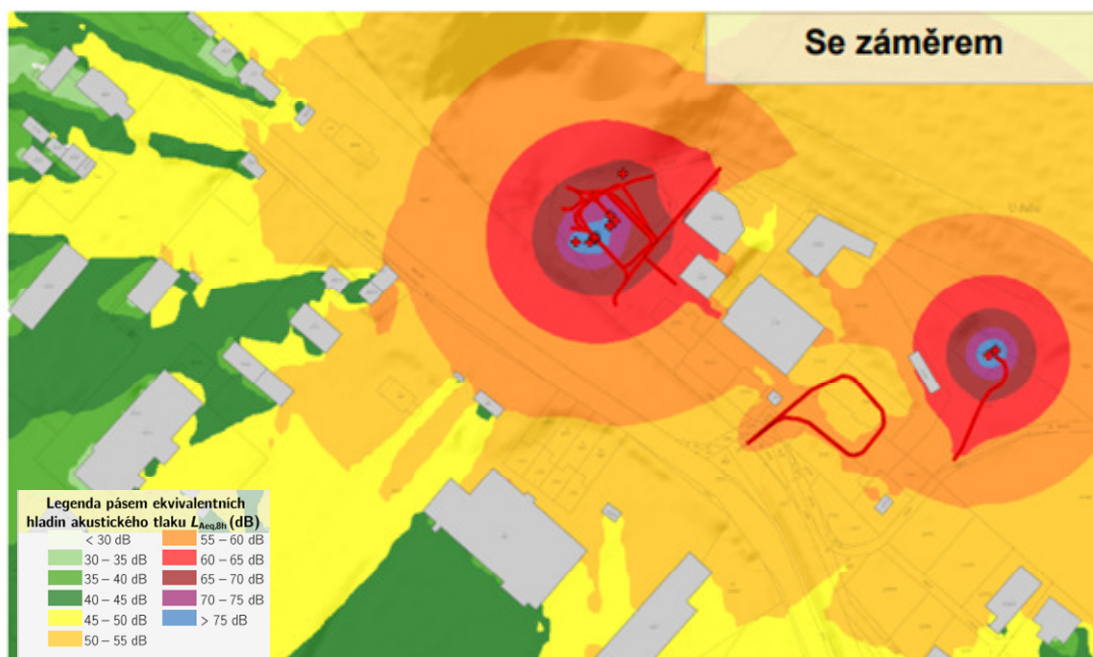 Se záměrem
Legenda pásem ekvivalentních
hladin akustického tlaku LAeq,8h (dB)
< 30 dB
30 – 35 dB
35 – 40 dB
40 – 45 dB
45 – 50 dB
50 – 55 dB
55 – 60 dB
60 – 65 dB
65 – 70 dB
70 – 75 dB
> 75 dB